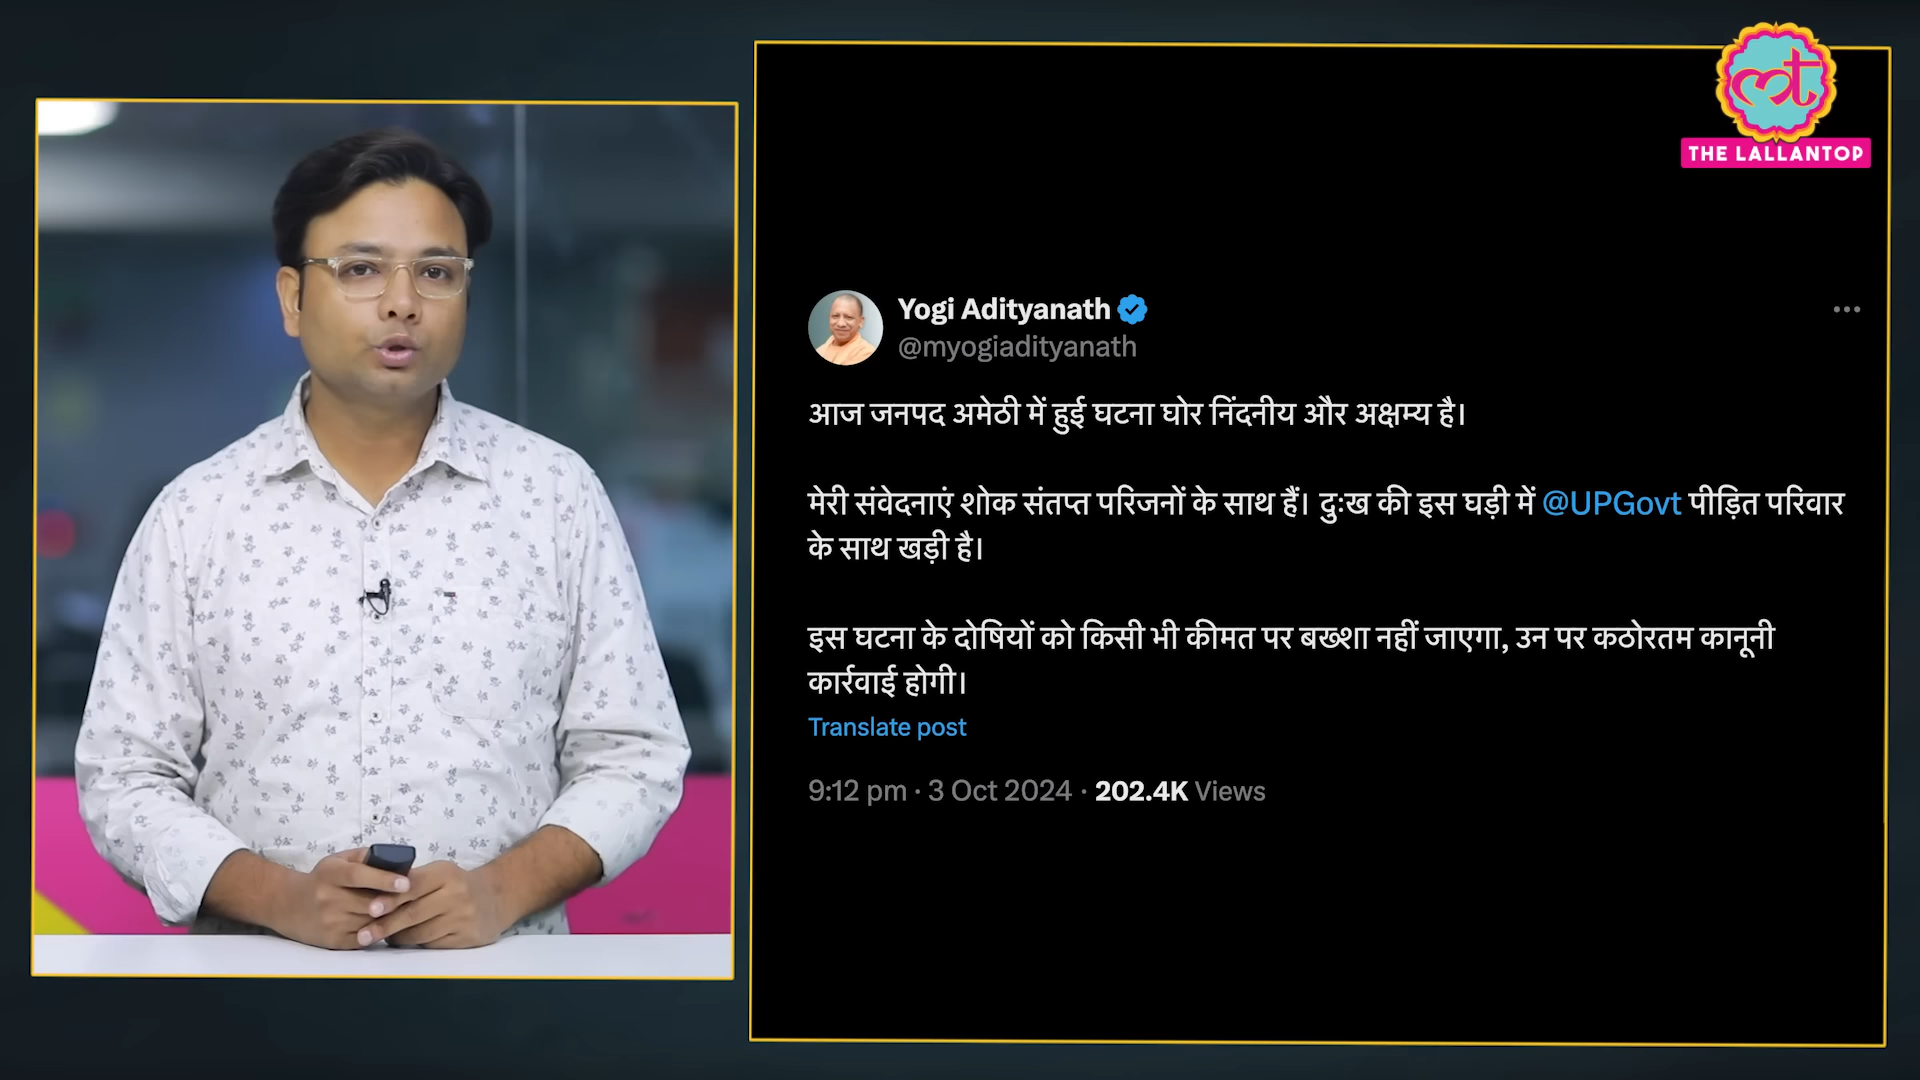 THE LALLANTOP
Yogi Adityanath
@myogiadityanath
आज जनपद अमेठी में हुई घटना घोर निंदनीय और अक्षम्य है।
मेरी संवेदनाएं शोक संतप्त परिजनों के साथ हैं। दुःख की इस घड़ी में @UPGovt पीड़ित परिवार
के साथ खड़ी है।
इस घटना के दोषियों को किसी भी कीमत पर बख्शा नहीं जाएगा, उन पर कठोरतम कानूनी
कार्रवाई होगी।
Translate post
9:12 pm · 3 Oct 2024 · 202.4K Views